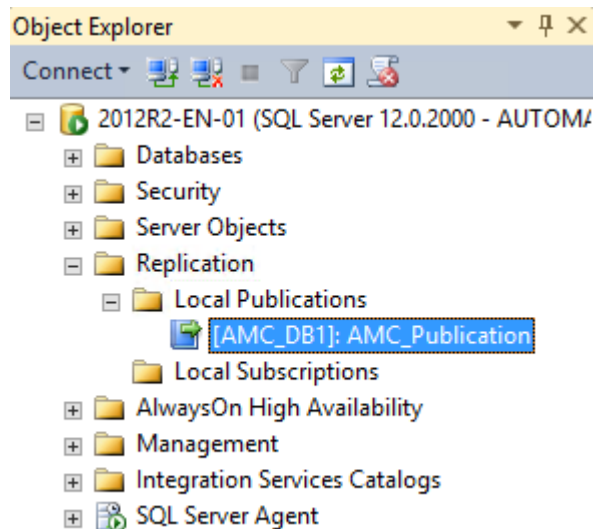 Object Explorer
Connect
2012R2-EN-01 (SQL Server 12.0.2000 - AUTOMA
Databases
Security
Server Objects
Replication
Local Publications
[AMC_DB1]: AMC_Publication
Local Subscriptions
AlwaysOn High Availability
Management
Integration Services Catalogs
SQL Server Agent